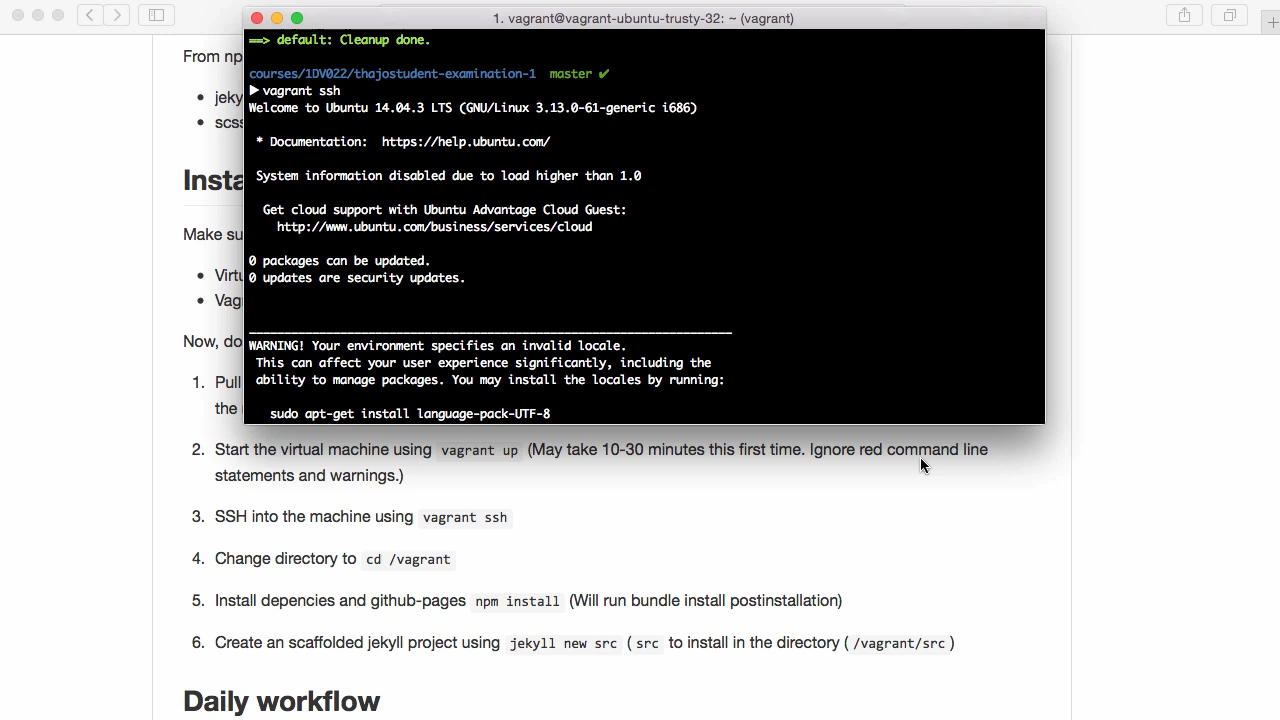 1. vagrant@vagrant-ubuntu-trusty-32: ~ (vagrant)
==> default: Cleanup done.
courses/1DV022/thajostudent-examination-1 master ✔
▶ vagrant ssh
Welcome to Ubuntu 14.04.3 LTS (GNU/Linux 3.13.0-61-generic i686)
* Documentation: https://help.ubuntu.com/
System information disabled due to load higher than 1.0
Get cloud support with Ubuntu Advantage Cloud Guest:
http://www.ubuntu.com/business/services/cloud
0 packages can be updated.
0 updates are security updates.
WARNING! Your environment specifies an invalid locale.
This can affect your user experience significantly, including the
ability to manage packages. You may install the locales by running:
sudo apt-get install language-pack-UTF-8
From np
• jeky
• scss
Insta
Make su
• Virtu
• Vag
Now, do
1. Pull
the
2. Start the virtual machine using vagrant up (May take 10-30 minutes this first time. Ignore red command line
statements and warnings.)
3. SSH into the machine using vagrant ssh
4. Change directory to cd /vagrant
5. Install depencies and github-pages npm install (Will run bundle install postinstallation)
6. Create an scaffolded jekyll project using jekyll new src ( src to install in the directory ( /vagrant/src )
Daily workflow